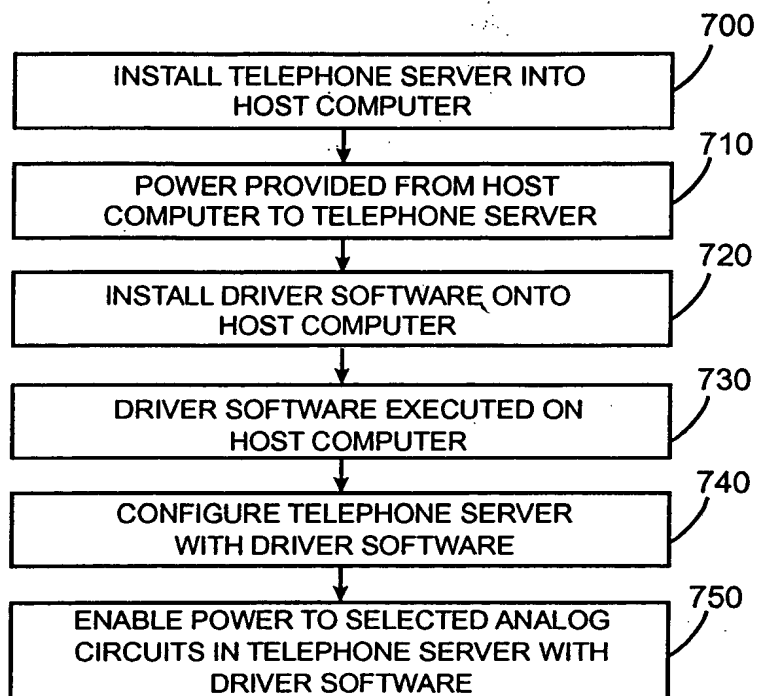 700
INSTALL TELEPHONE SERVER INTO
HOST COMPUTER
710
POWER PROVIDED FROM HOST
COMPUTER TO TELEPHONE SERVER
720
INSTALL DRIVER SOFTWARE ONTO
HOST COMPUTER
730
DRIVER SOFTWARE EXECUTED ON
HOST COMPUTER
740
CONFIGURE TELEPHONE SERVER
WITH DRIVER SOFTWARE
750
ENABLE POWER TO SELECTED ANALOG
CIRCUITS IN TELEPHONE SERVER WITH
DRIVER SOFTWARE